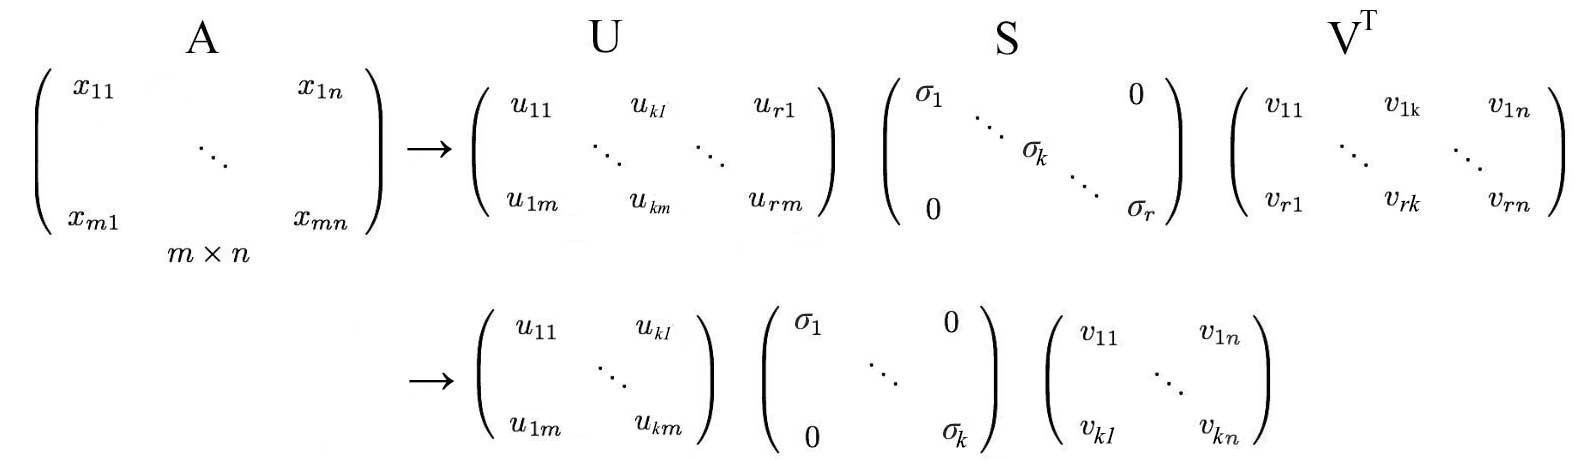 A U S Vᵀ
x₁₁ x₁ₙ u₁₁ uₖₗ uᵣ₁ σ₁ 0 v₁₁ v₁ₖ v₁ₙ
⋱ → ⋱ ⋱ ⋱ σₖ ⋱ ⋱ ⋱
xₘ₁ xₘₙ u₁ₘ uₖₘ uᵣₘ 0 σᵣ vᵣ₁ vᵣₖ vᵣₙ
m × n
u₁₁ uₖₗ σ₁ 0 v₁₁ v₁ₙ
→ ⋱ ⋱ ⋱
u₁ₘ uₖₘ 0 σₖ vₖₗ vₖₙ